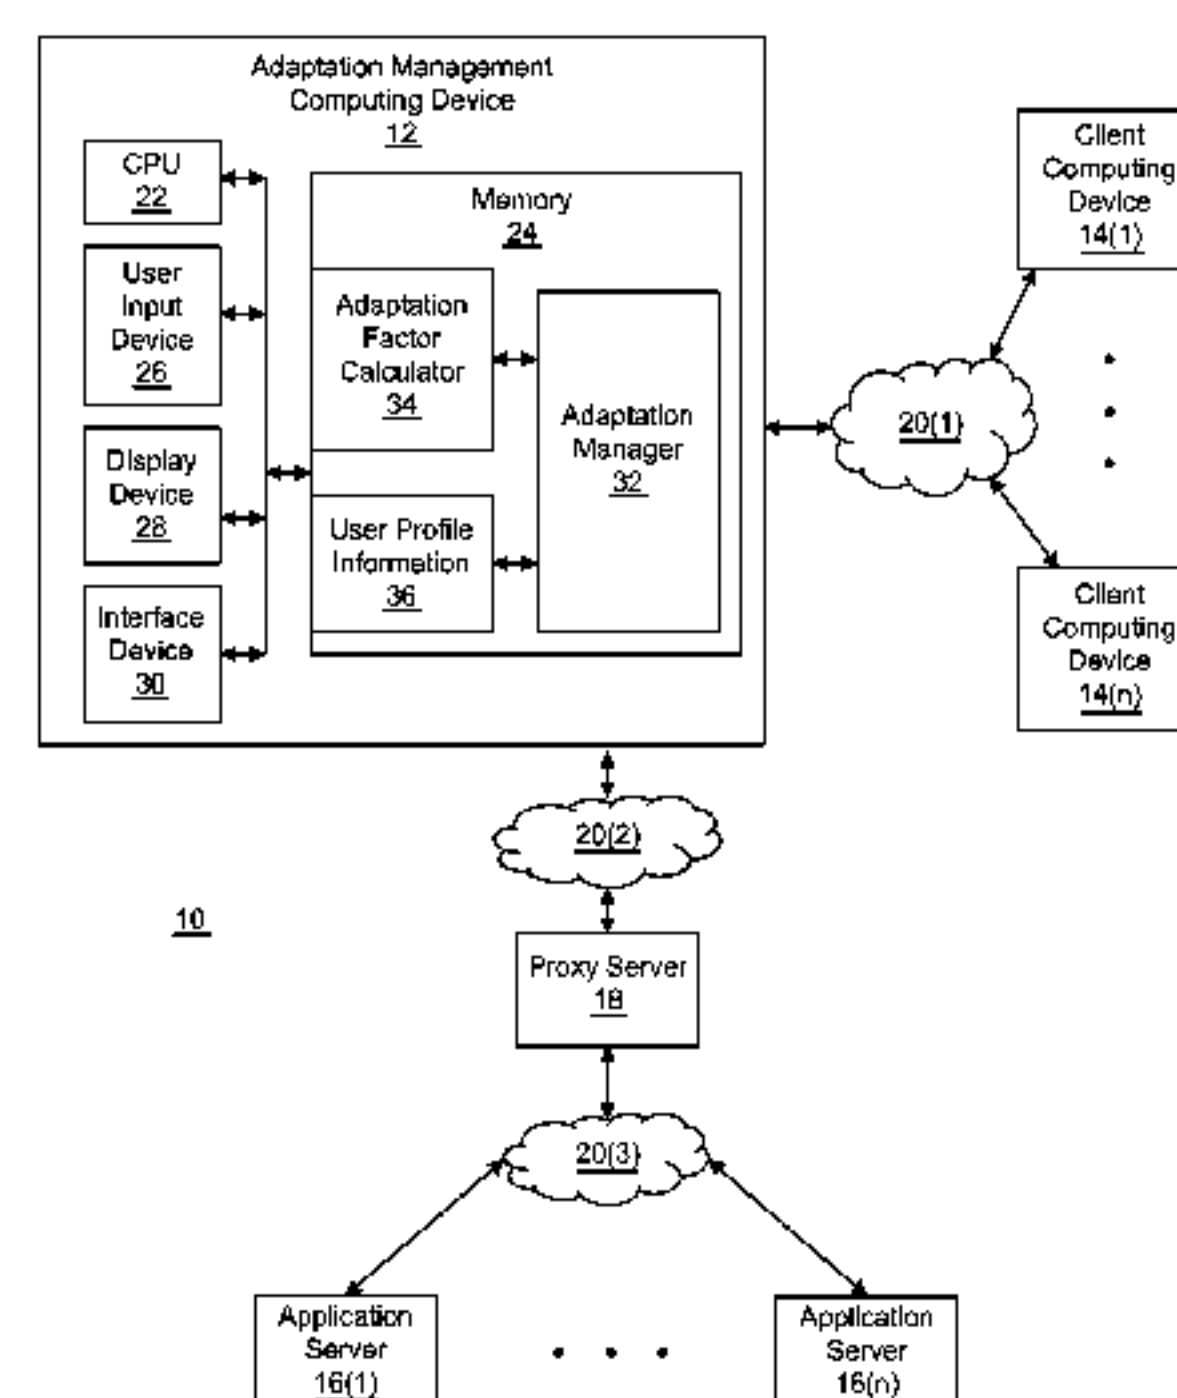 Adaptation Management
Computing Device
12
CPU
22
User
Input
Device
26
Display
Device
28
Interface
Device
30
Memory
24
Adaptation
Factor
Calculator
34
User Profile
Information
36
Adaptation
Manager
32
20(1)
Client
Computing
Device
14(1)
Client
Computing
Device
14(n)
20(2)
10
Proxy Server
18
20(3)
Application
Server
16(1)
Application
Server
16(n)